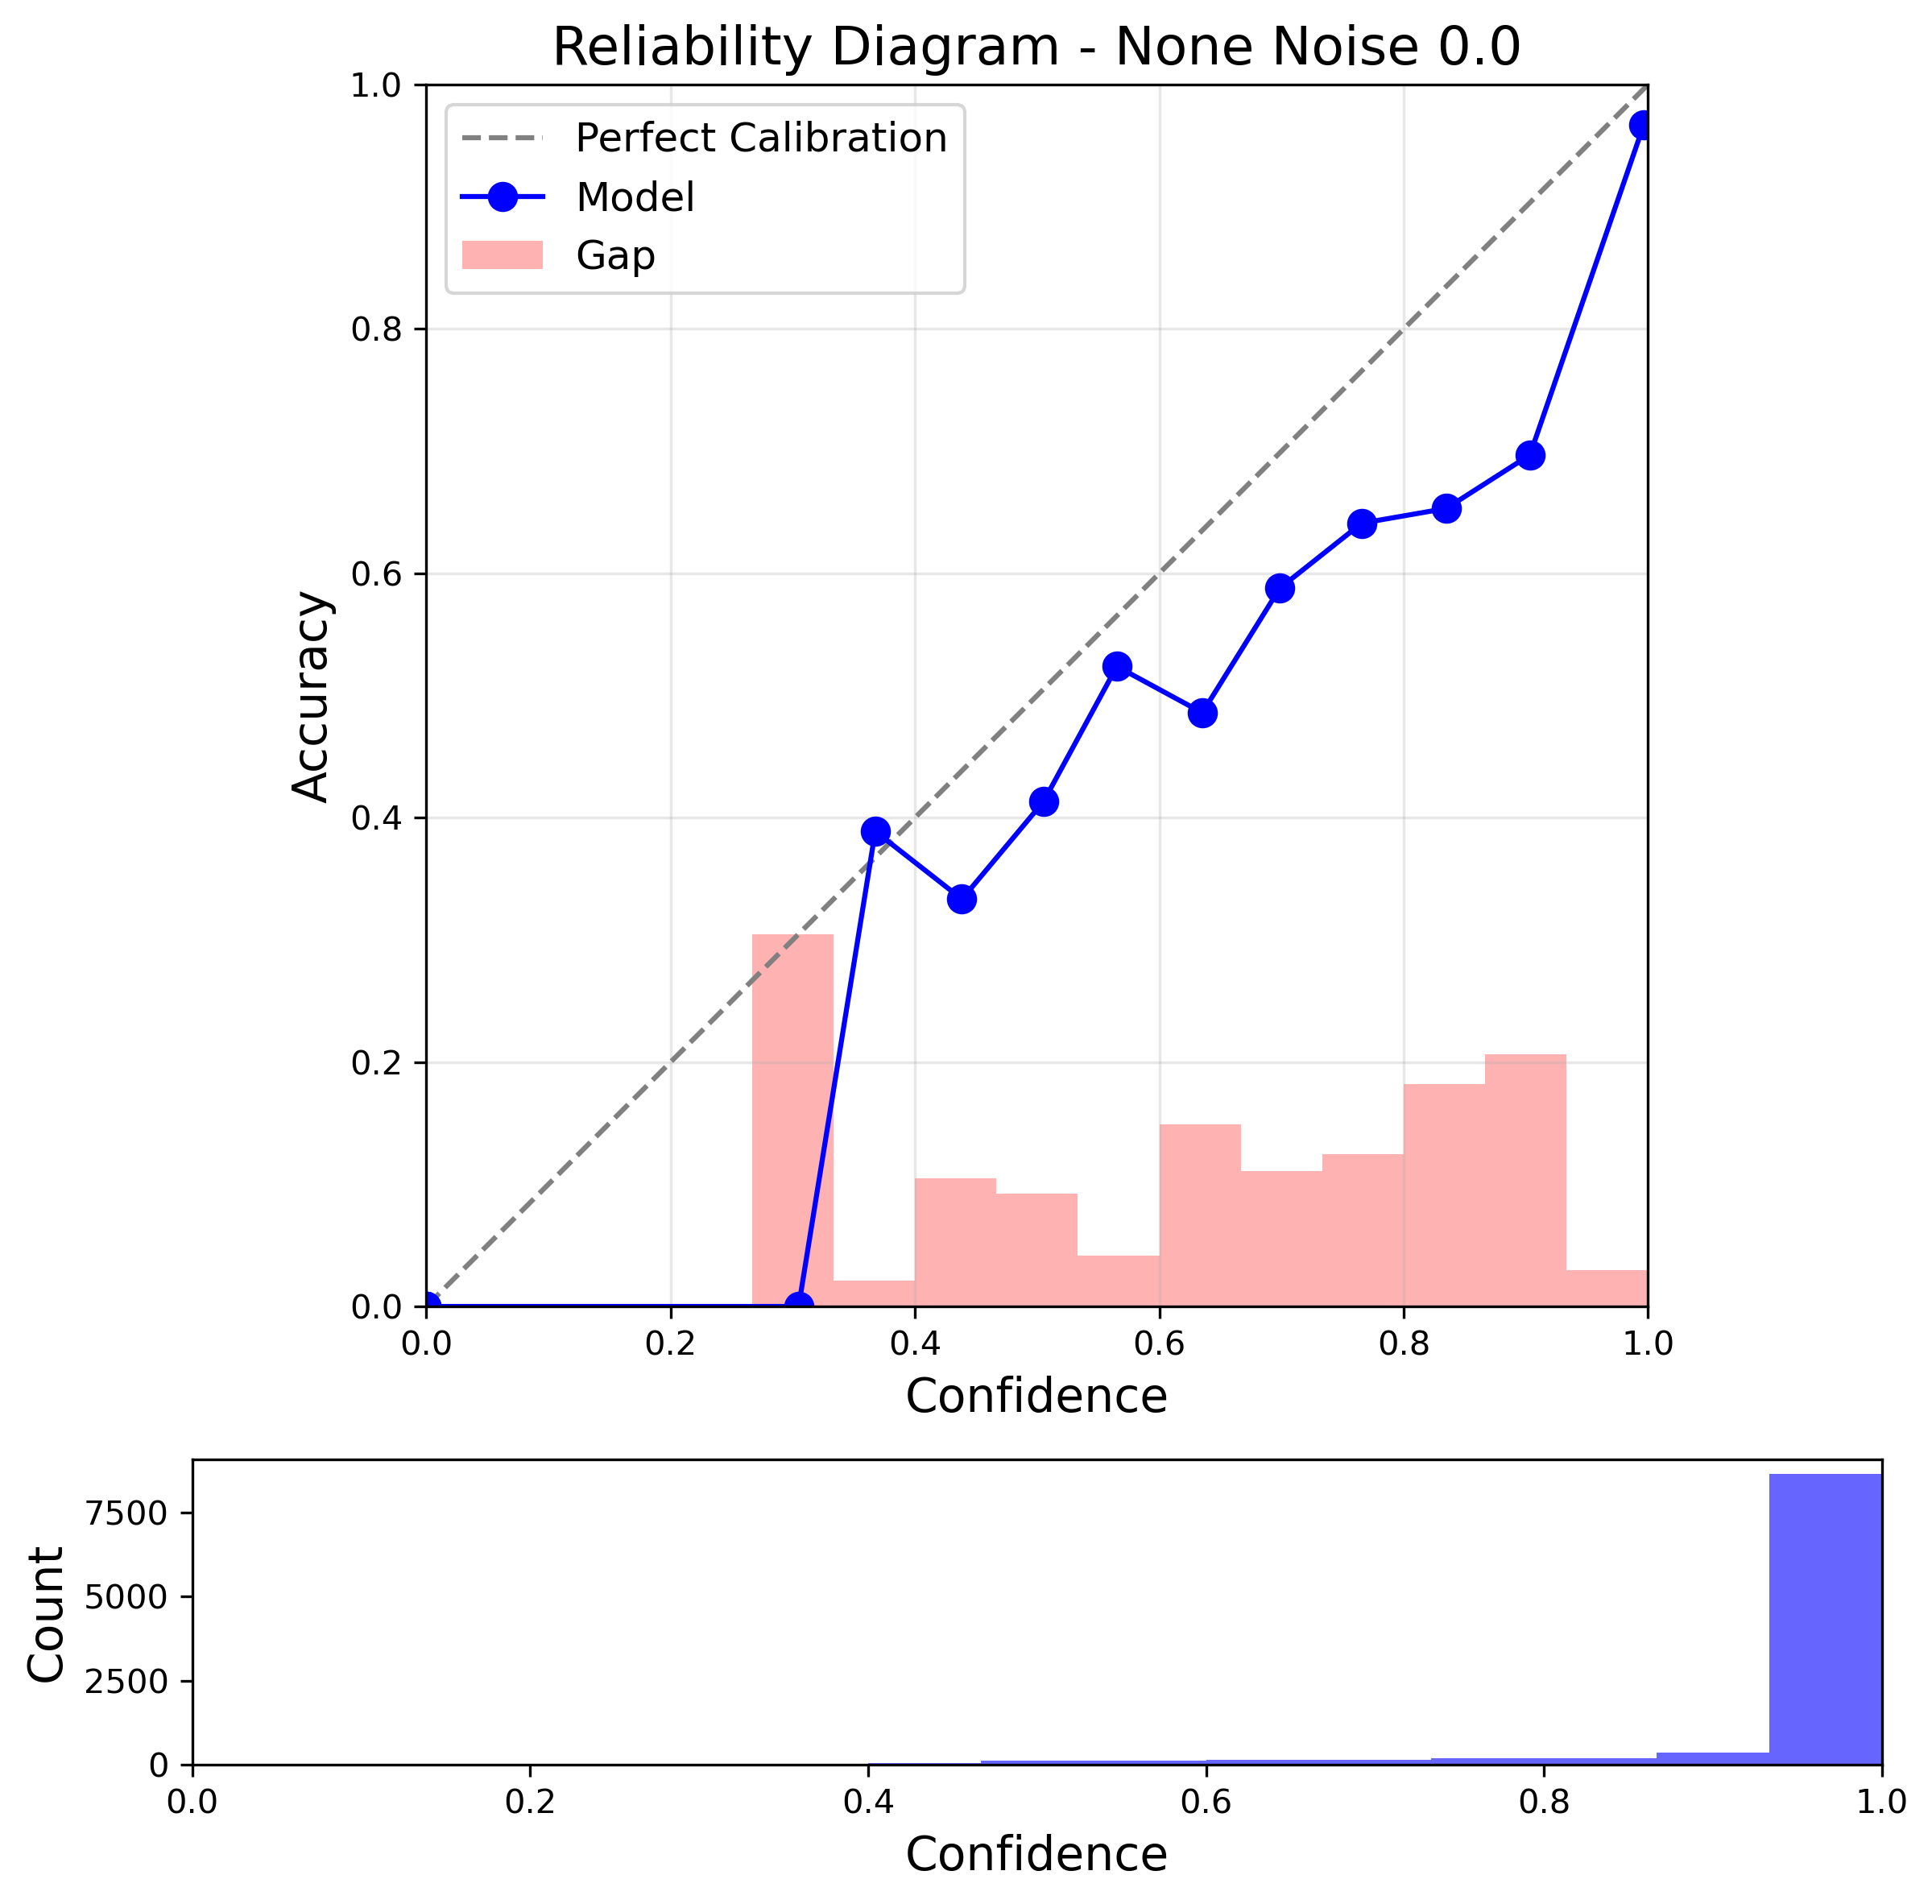 Reliability Diagram - None Noise 0.0
1.0
0.8
0.6
0.4
0.2
0.0
Accuracy
Perfect Calibration
Model
Gap
0.0 0.2 0.4 0.6 0.8 1.0
Confidence
7500
5000
2500
0
Count
0.0 0.2 0.4 0.6 0.8 1.0
Confidence